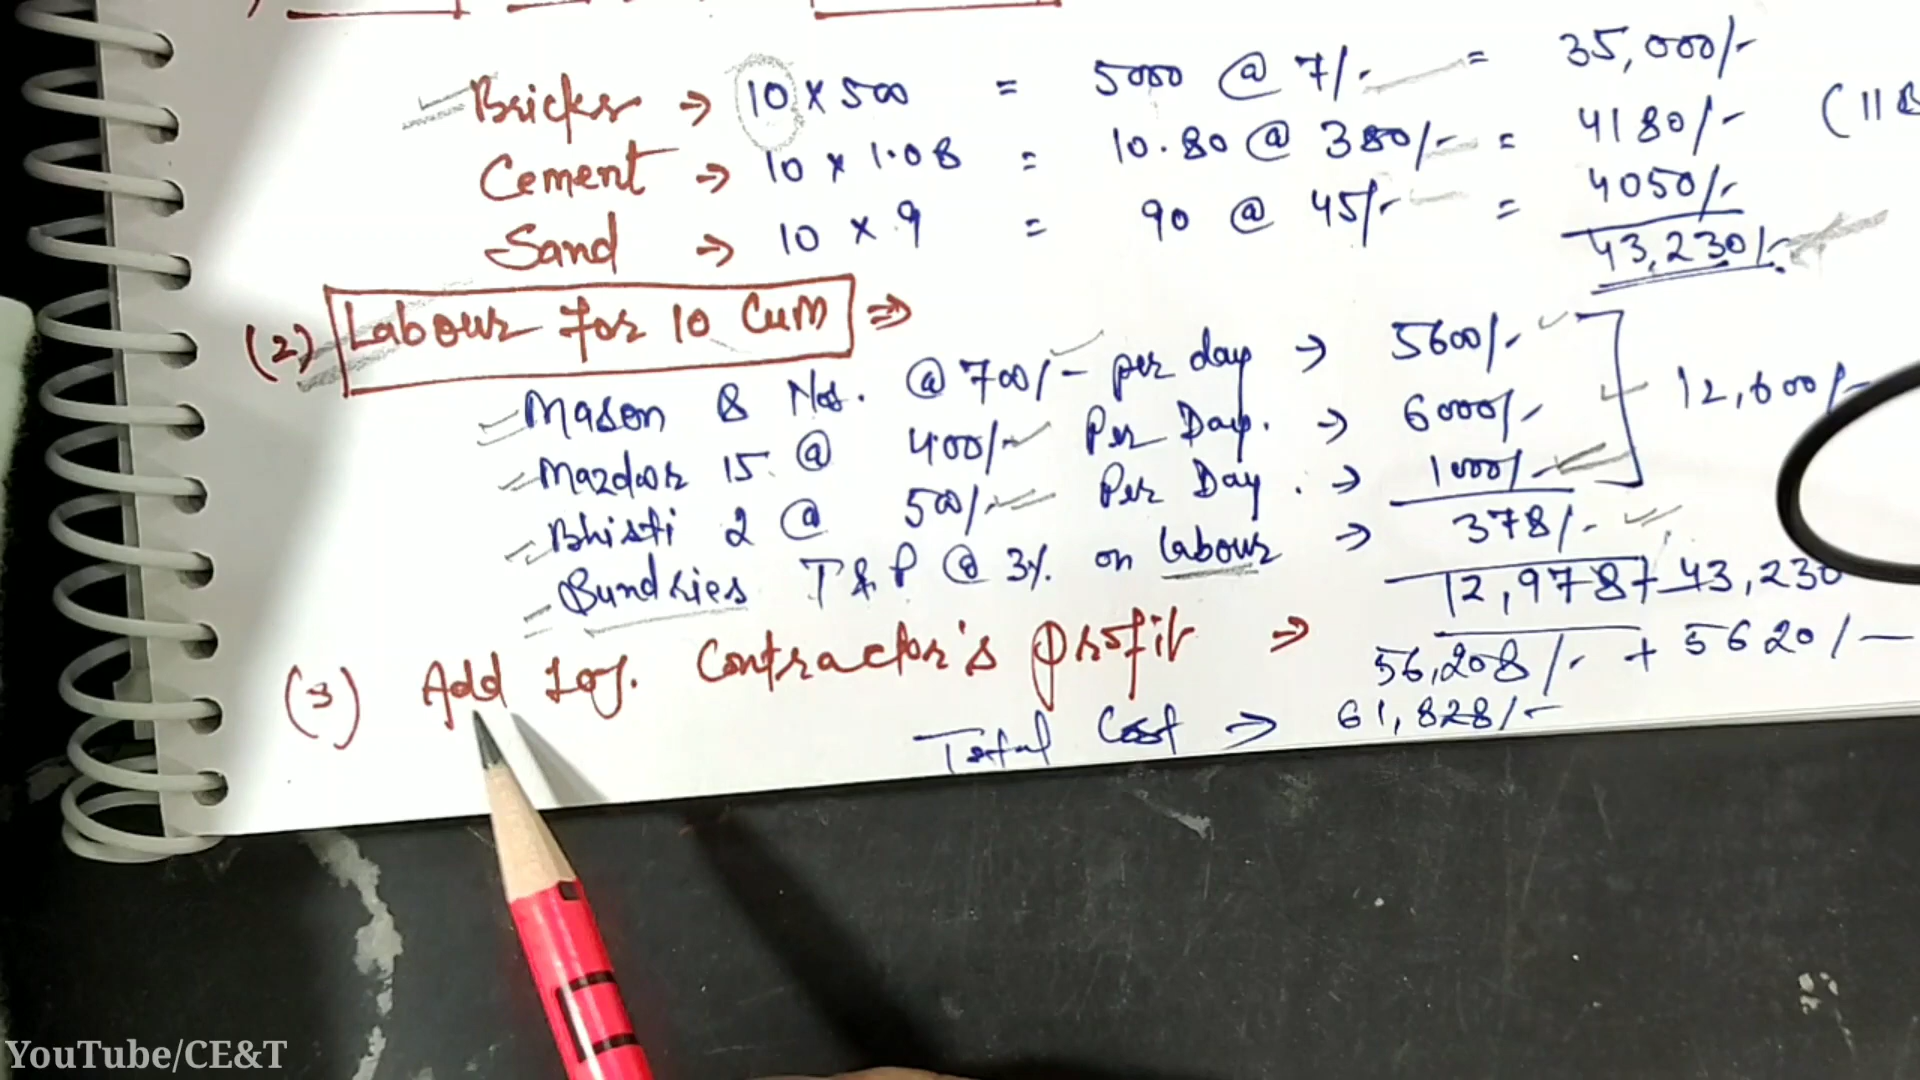 Bricks → 10 × 500 = 5000 @ 7/- = 35,000/-
Cement → 10 × 1.08 = 10.80 @ 380/- = 4180/- (11 B
Sand → 10 × 9 = 90 @ 45/- = 4050/-
43,230/-
(2) Labour for 10 CuM ⇒
Mason 8 Nos. @ 700/- per day → 5600/-
Mazdoor 15 @ 400/- Per Day. → 6000/- 12,600/-
Bhisti 2 @ 500/- Per Day. → 1000/-
Sundries T & P @ 3% on labour → 378/-
12,978/- 43,230
(3) Add 10%. Contractor's profit ⇒ 56,208/- + 5620/-
Total Cost → 61,828/-
YouTube/CE&T